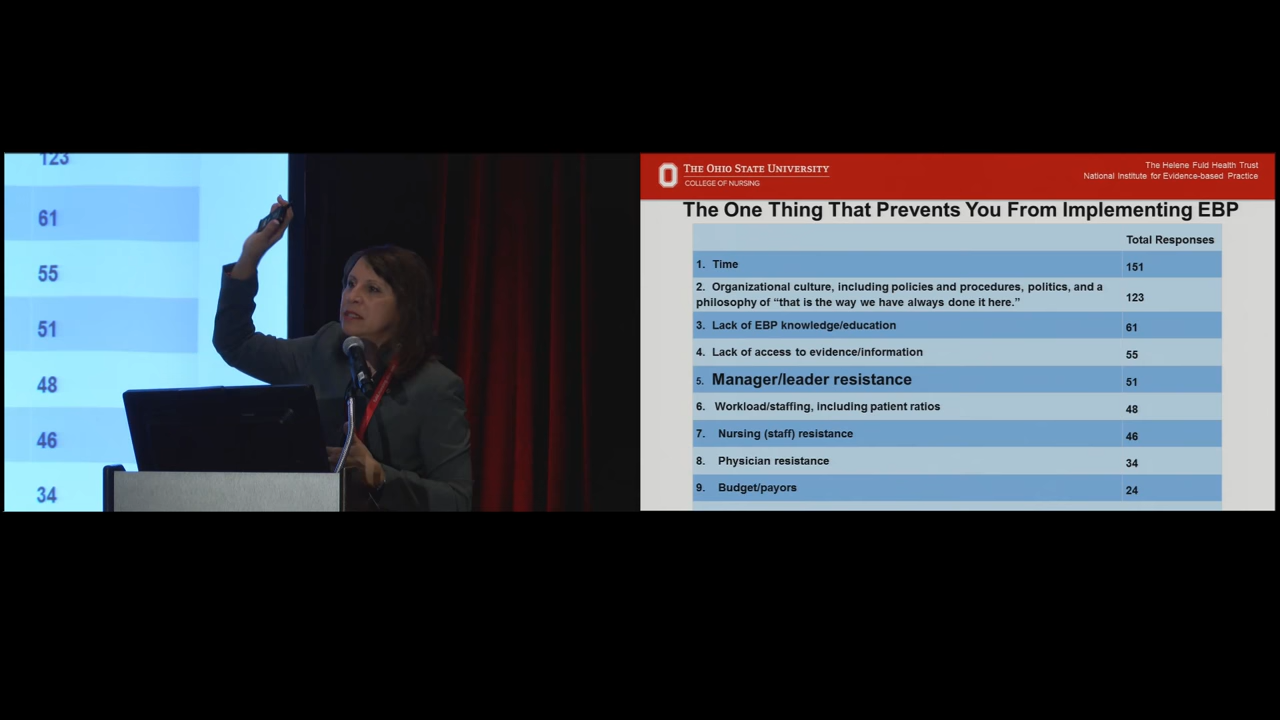 123
61
55
51
48
46
34
THE OHIO STATE UNIVERSITY
COLLEGE OF NURSING
The Helene Fuld Health Trust
National Institute for Evidence-based Practice
The One Thing That Prevents You From Implementing EBP
Total Responses
1. Time 151
2. Organizational culture, including policies and procedures, politics, and a
philosophy of “that is the way we have always done it here.” 123
3. Lack of EBP knowledge/education 61
4. Lack of access to evidence/information 55
5. Manager/leader resistance 51
6. Workload/staffing, including patient ratios 48
7. Nursing (staff) resistance 46
8. Physician resistance 34
9. Budget/payors 24